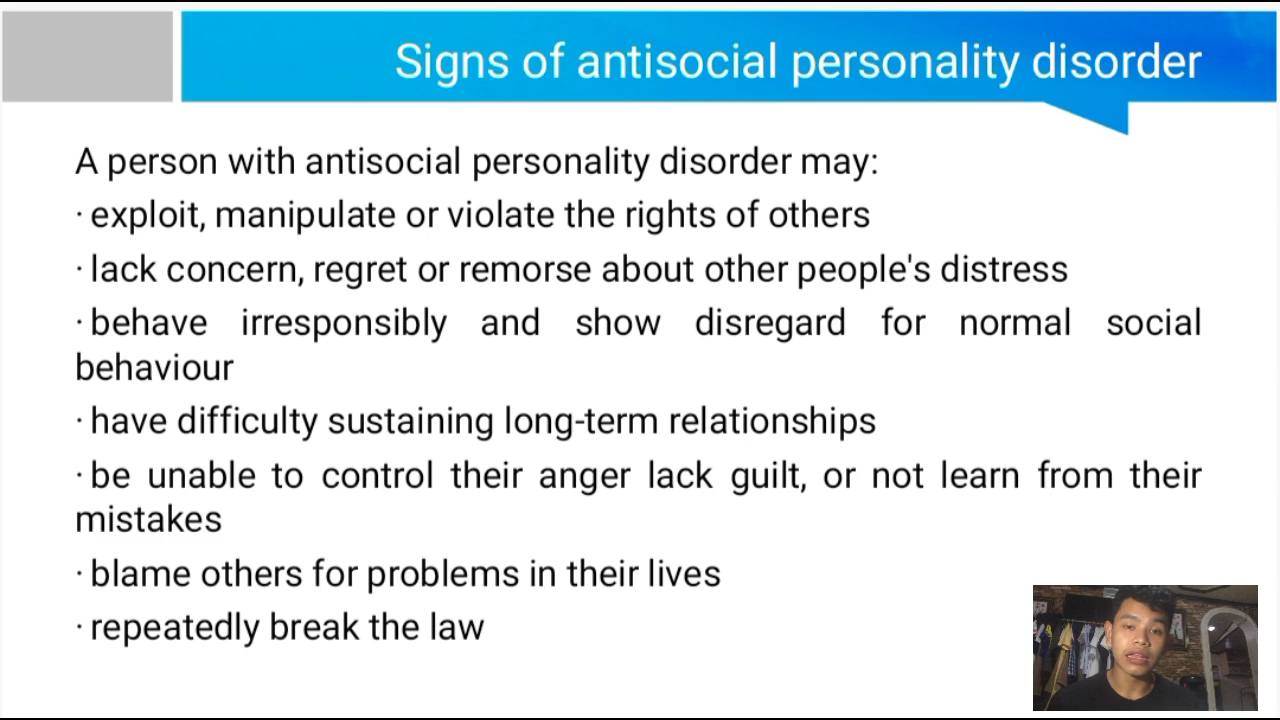 Signs of antisocial personality disorder
A person with antisocial personality disorder may:
· exploit, manipulate or violate the rights of others
· lack concern, regret or remorse about other people's distress
· behave irresponsibly and show disregard for normal social
behaviour
· have difficulty sustaining long-term relationships
· be unable to control their anger lack guilt, or not learn from their
mistakes
· blame others for problems in their lives
· repeatedly break the law